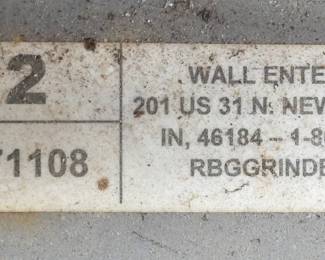 2
71108
WALL ENTE
201 US 31 N. NEW
IN, 46184 – 1-8
RBGGRINDE